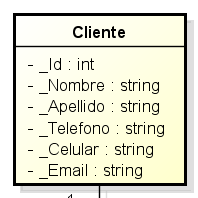 Cliente
- _Id : int
- _Nombre : string
- _Apellido : string
- _Telefono : string
- _Celular : string
- _Email : string